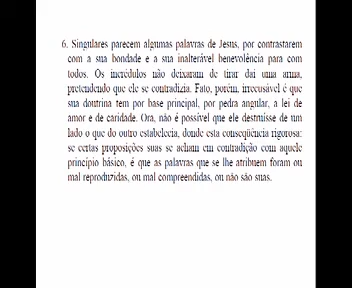 6. Singulares parecem algumas palavras de Jesus, por contrastarem
com a sua bondade e a sua inalterável benevolência para com
todos. Os incrédulos não deixaram de tirar daí uma arma,
pretendendo que ele se contradizia. Fato, porém, irrecusável é que
sua doutrina tem por base principal, por pedra angular, a lei de
amor e de caridade. Ora, não é possível que ele destruísse de um
lado o que do outro estabelecia, donde esta conseqüência rigorosa:
se certas proposições suas se acham em contradição com aquele
princípio básico, é que as palavras que se lhe atribuem foram ou
mal reproduzidas, ou mal compreendidas, ou não são suas.